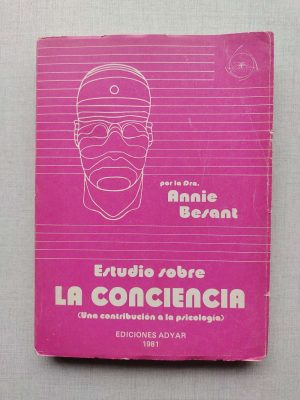 por la Dra.
Annie
Besant
Estudio sobre
LA CONCIENCIA
(Una contribución a la psicología)
EDICIONES ADYAR
1981